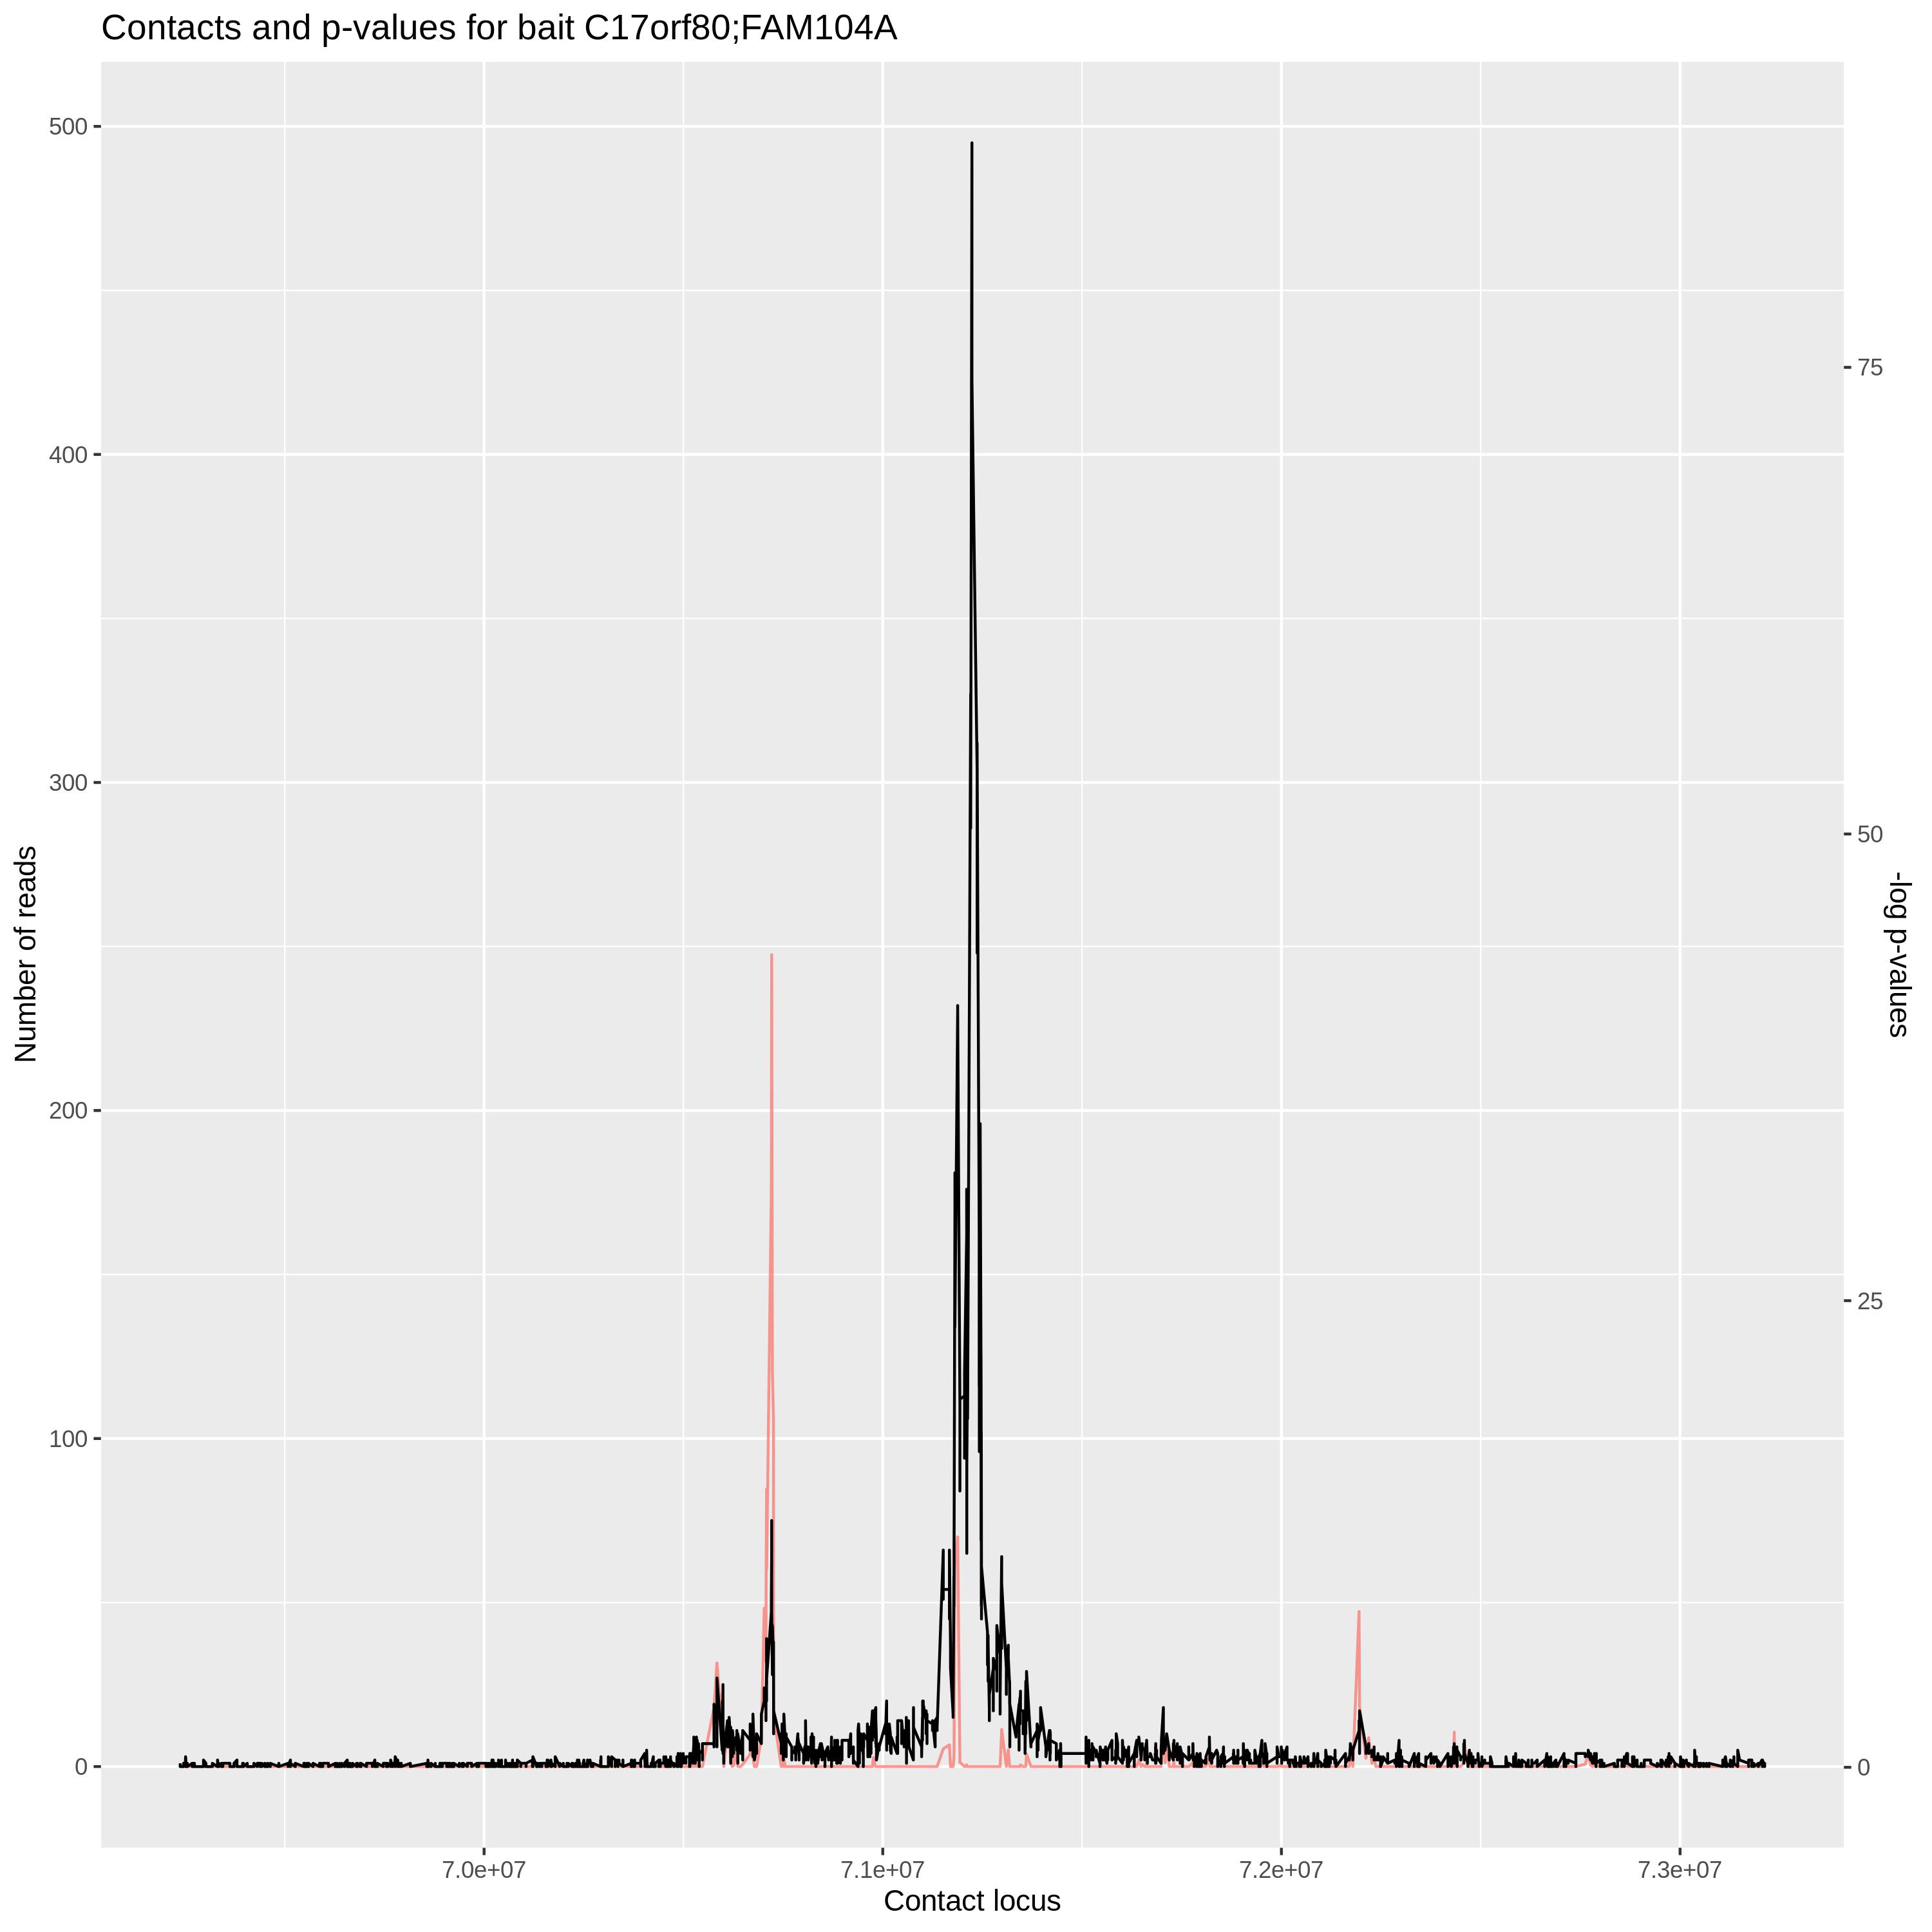 Contacts and p-values for bait C17orf80;FAM104A
500
400
300
200
100
0
Number of reads
75
50
25
0
-log p-values
7.0e+07
7.1e+07
7.2e+07
7.3e+07
Contact locus